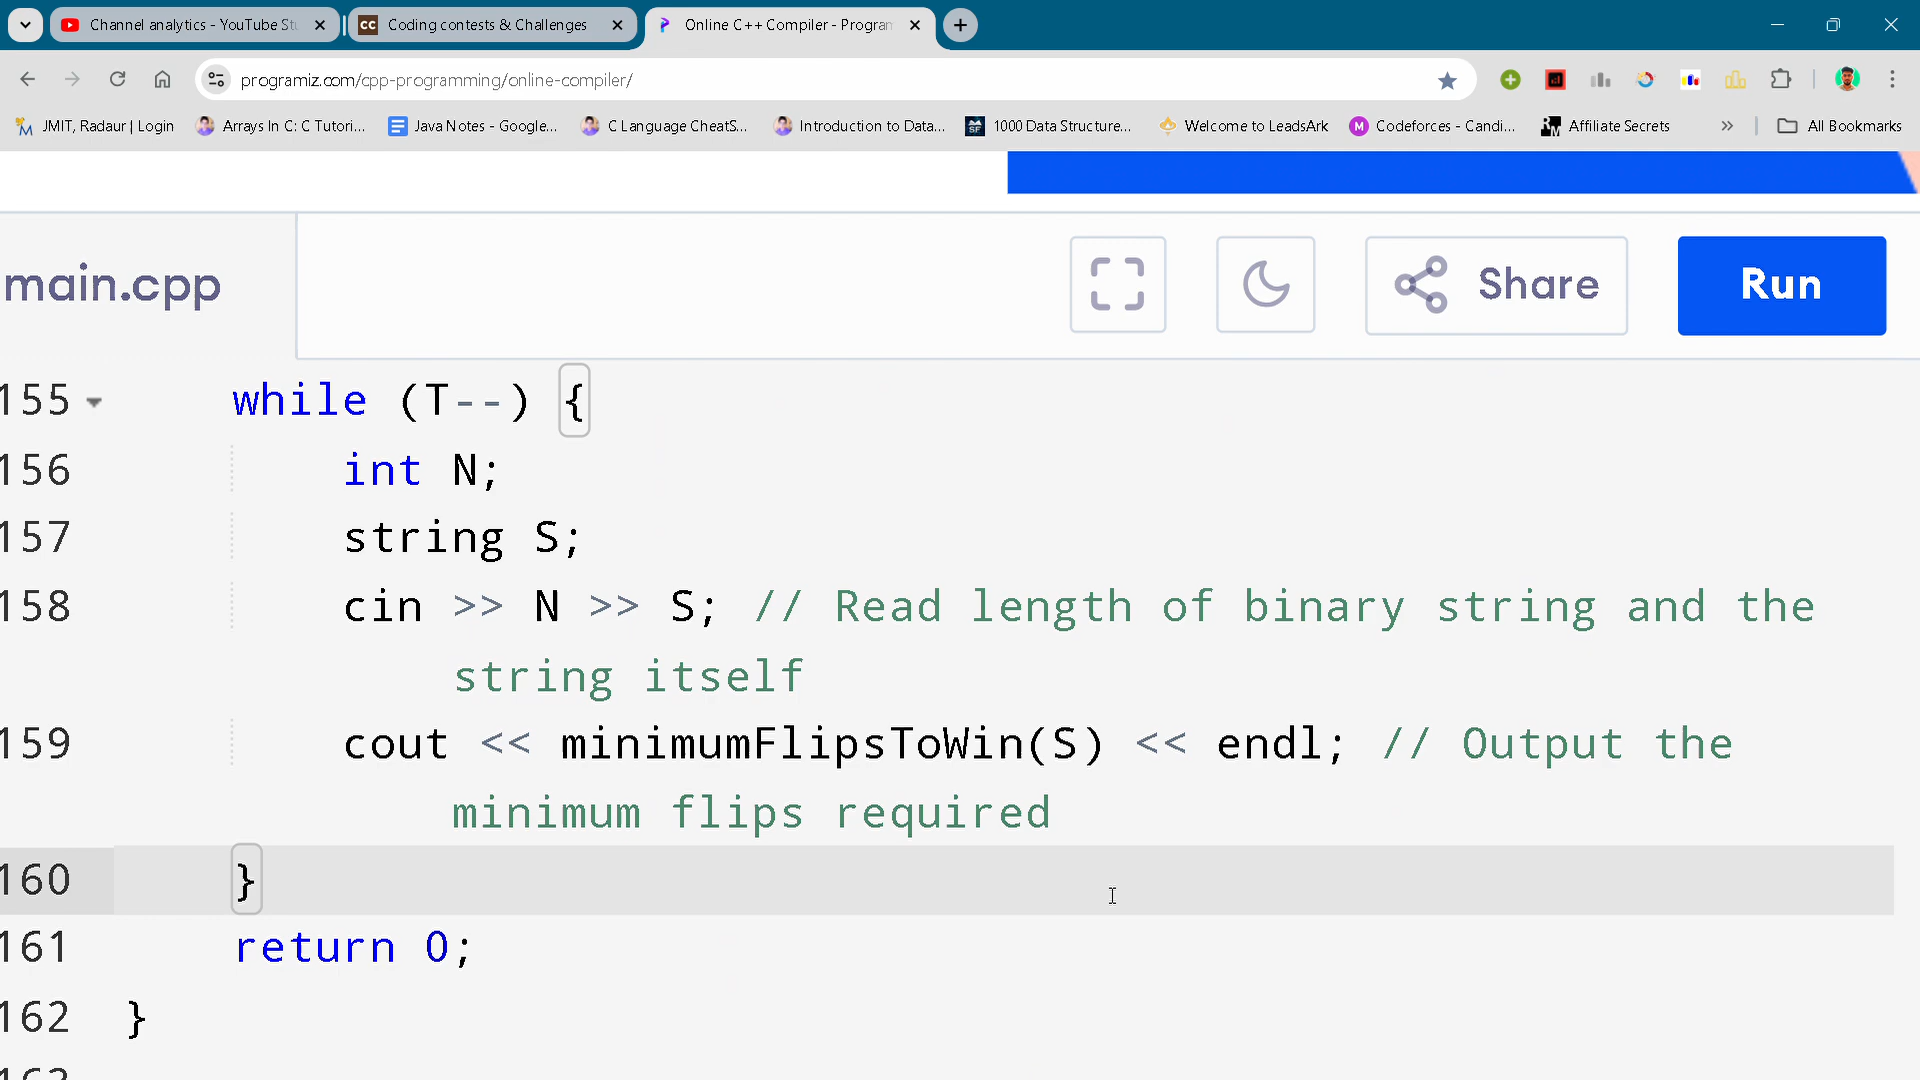 Channel analytics - YouTube St
Coding contests & Challenges
Online C++ Compiler - Program
programiz.com/cpp-programming/online-compiler/
JMIT, Radaur | Login
Arrays In C: C Tutori...
Java Notes - Google...
C Language CheatS...
Introduction to Data...
1000 Data Structure...
Welcome to LeadsArk
Codeforces - Candi...
Affiliate Secrets
All Bookmarks
main.cpp
Share
Run
155 while (T--) {
156 int N;
157 string S;
158 cin >> N >> S; // Read length of binary string and the
string itself
159 cout << minimumFlipsToWin(S) << endl; // Output the
minimum flips required
160 }
161 return 0;
162 }
163